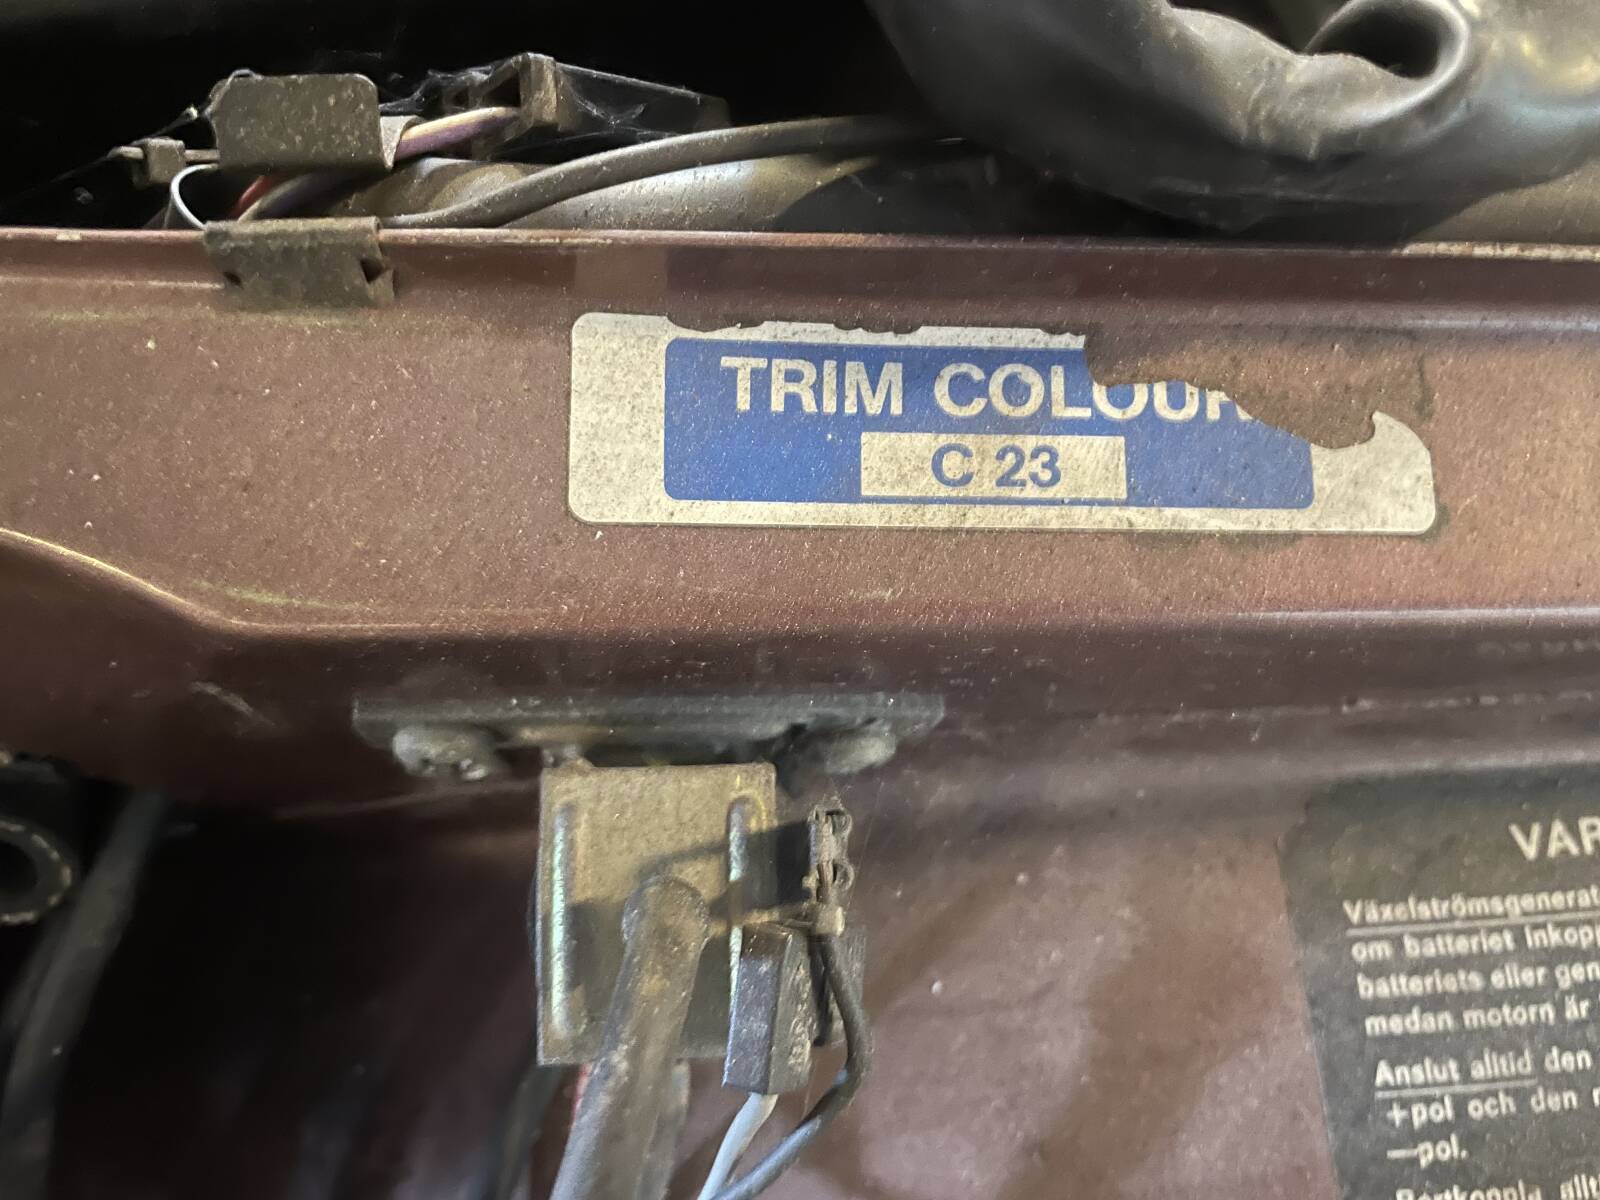 TRIM COLOUR
C 23
VAR
Växelströmsgenerat
om batteriet inkopp
batteriets eller gen
medan motorn är
Anslut alltid den
+pol och den
—pol.